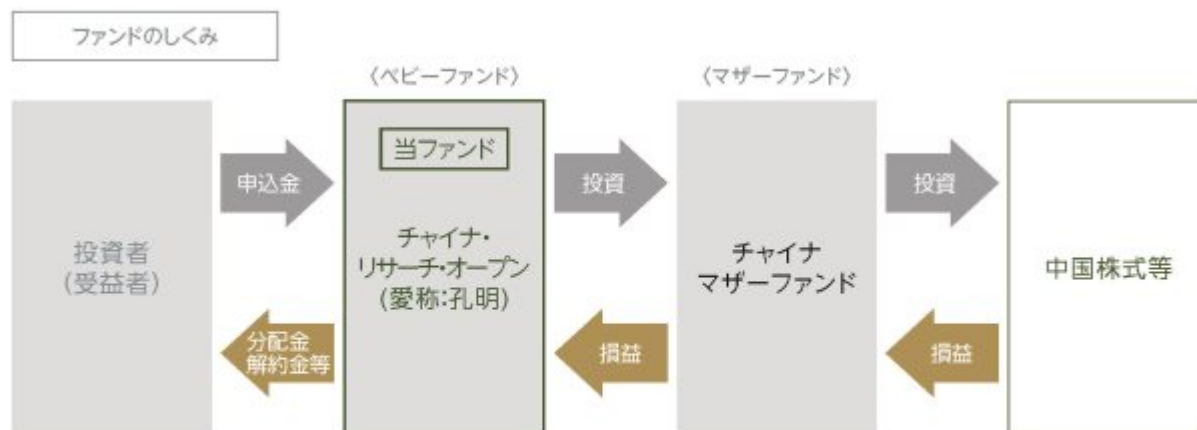 ファンドのしくみ
〈ベビーファンド〉
〈マザーファンド〉
投資者
(受益者)
申込金
分配金
解約金等
当ファンド
チャイナ・
リサーチ・オープン
(愛称:孔明)
投資
損益
チャイナ
マザーファンド
投資
損益
中国株式等